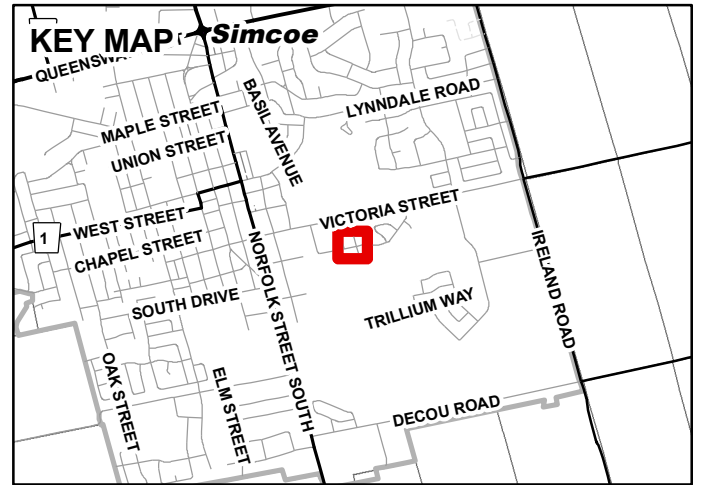 KEY MAP
Simcoe
QUEENSWA
BASIL AVENUE
LYNNDALE ROAD
MAPLE STREET
UNION STREET
VICTORIA STREET
WEST STREET
1
CHAPEL STREET
NORFOLK STREET SOUTH
IRELAND ROAD
SOUTH DRIVE
TRILLIUM WAY
OAK STREET
ELM STREET
DECOU ROAD